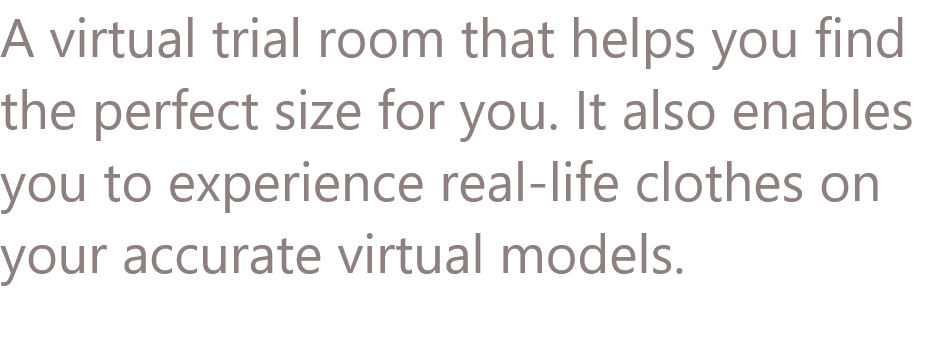 A virtual trial room that helps you find
the perfect size for you. It also enables
you to experience real-life clothes on
your accurate virtual models.